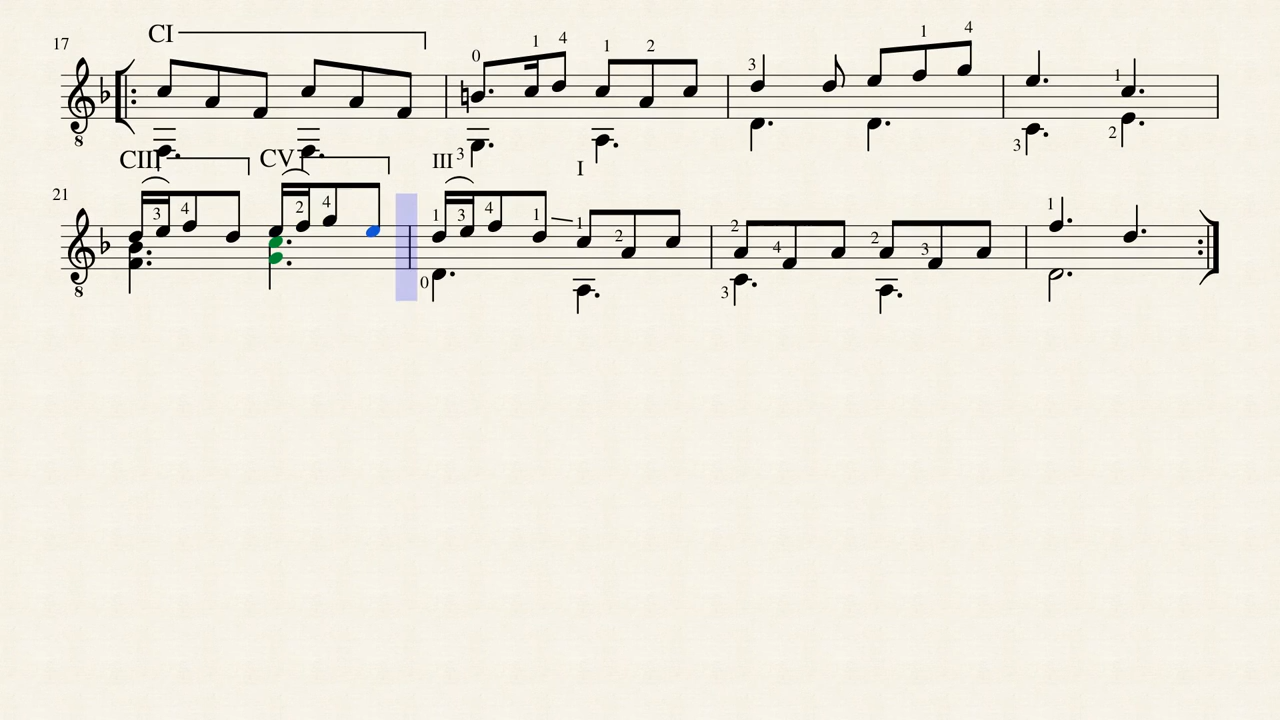 CI
17
0 1 4 1 2 3 1 4 1
3 3 2
CIII CV III I
21
3 4 2 4 1 3 4 1 1 2 2 4 2 3 1
0 3
8
8